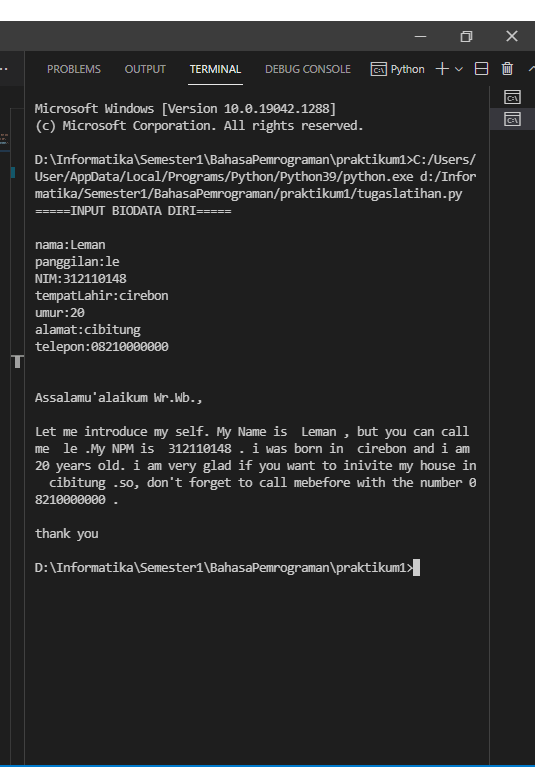 PROBLEMS OUTPUT TERMINAL DEBUG CONSOLE Python
Microsoft Windows [Version 10.0.19042.1288]
(c) Microsoft Corporation. All rights reserved.
D:\Informatika\Semester1\BahasaPemrograman\praktikum1>C:/Users/
User/AppData/Local/Programs/Python/Python39/python.exe d:/Infor
matika/Semester1/BahasaPemrograman/praktikum1/tugaslatihan.py
=====INPUT BIODATA DIRI=====
nama:Leman
panggilan:le
NIM:312110148
tempatLahir:cirebon
umur:20
alamat:cibitung
telepon:08210000000
Assalamu'alaikum Wr.Wb.,
Let me introduce my self. My Name is  Leman , but you can call
me  le .My NPM is  312110148 . i was born in  cirebon and i am
20 years old. i am very glad if you want to inivite my house in
  cibitung .so, don't forget to call mebefore with the number 0
8210000000 .
thank you
D:\Informatika\Semester1\BahasaPemrograman\praktikum1>